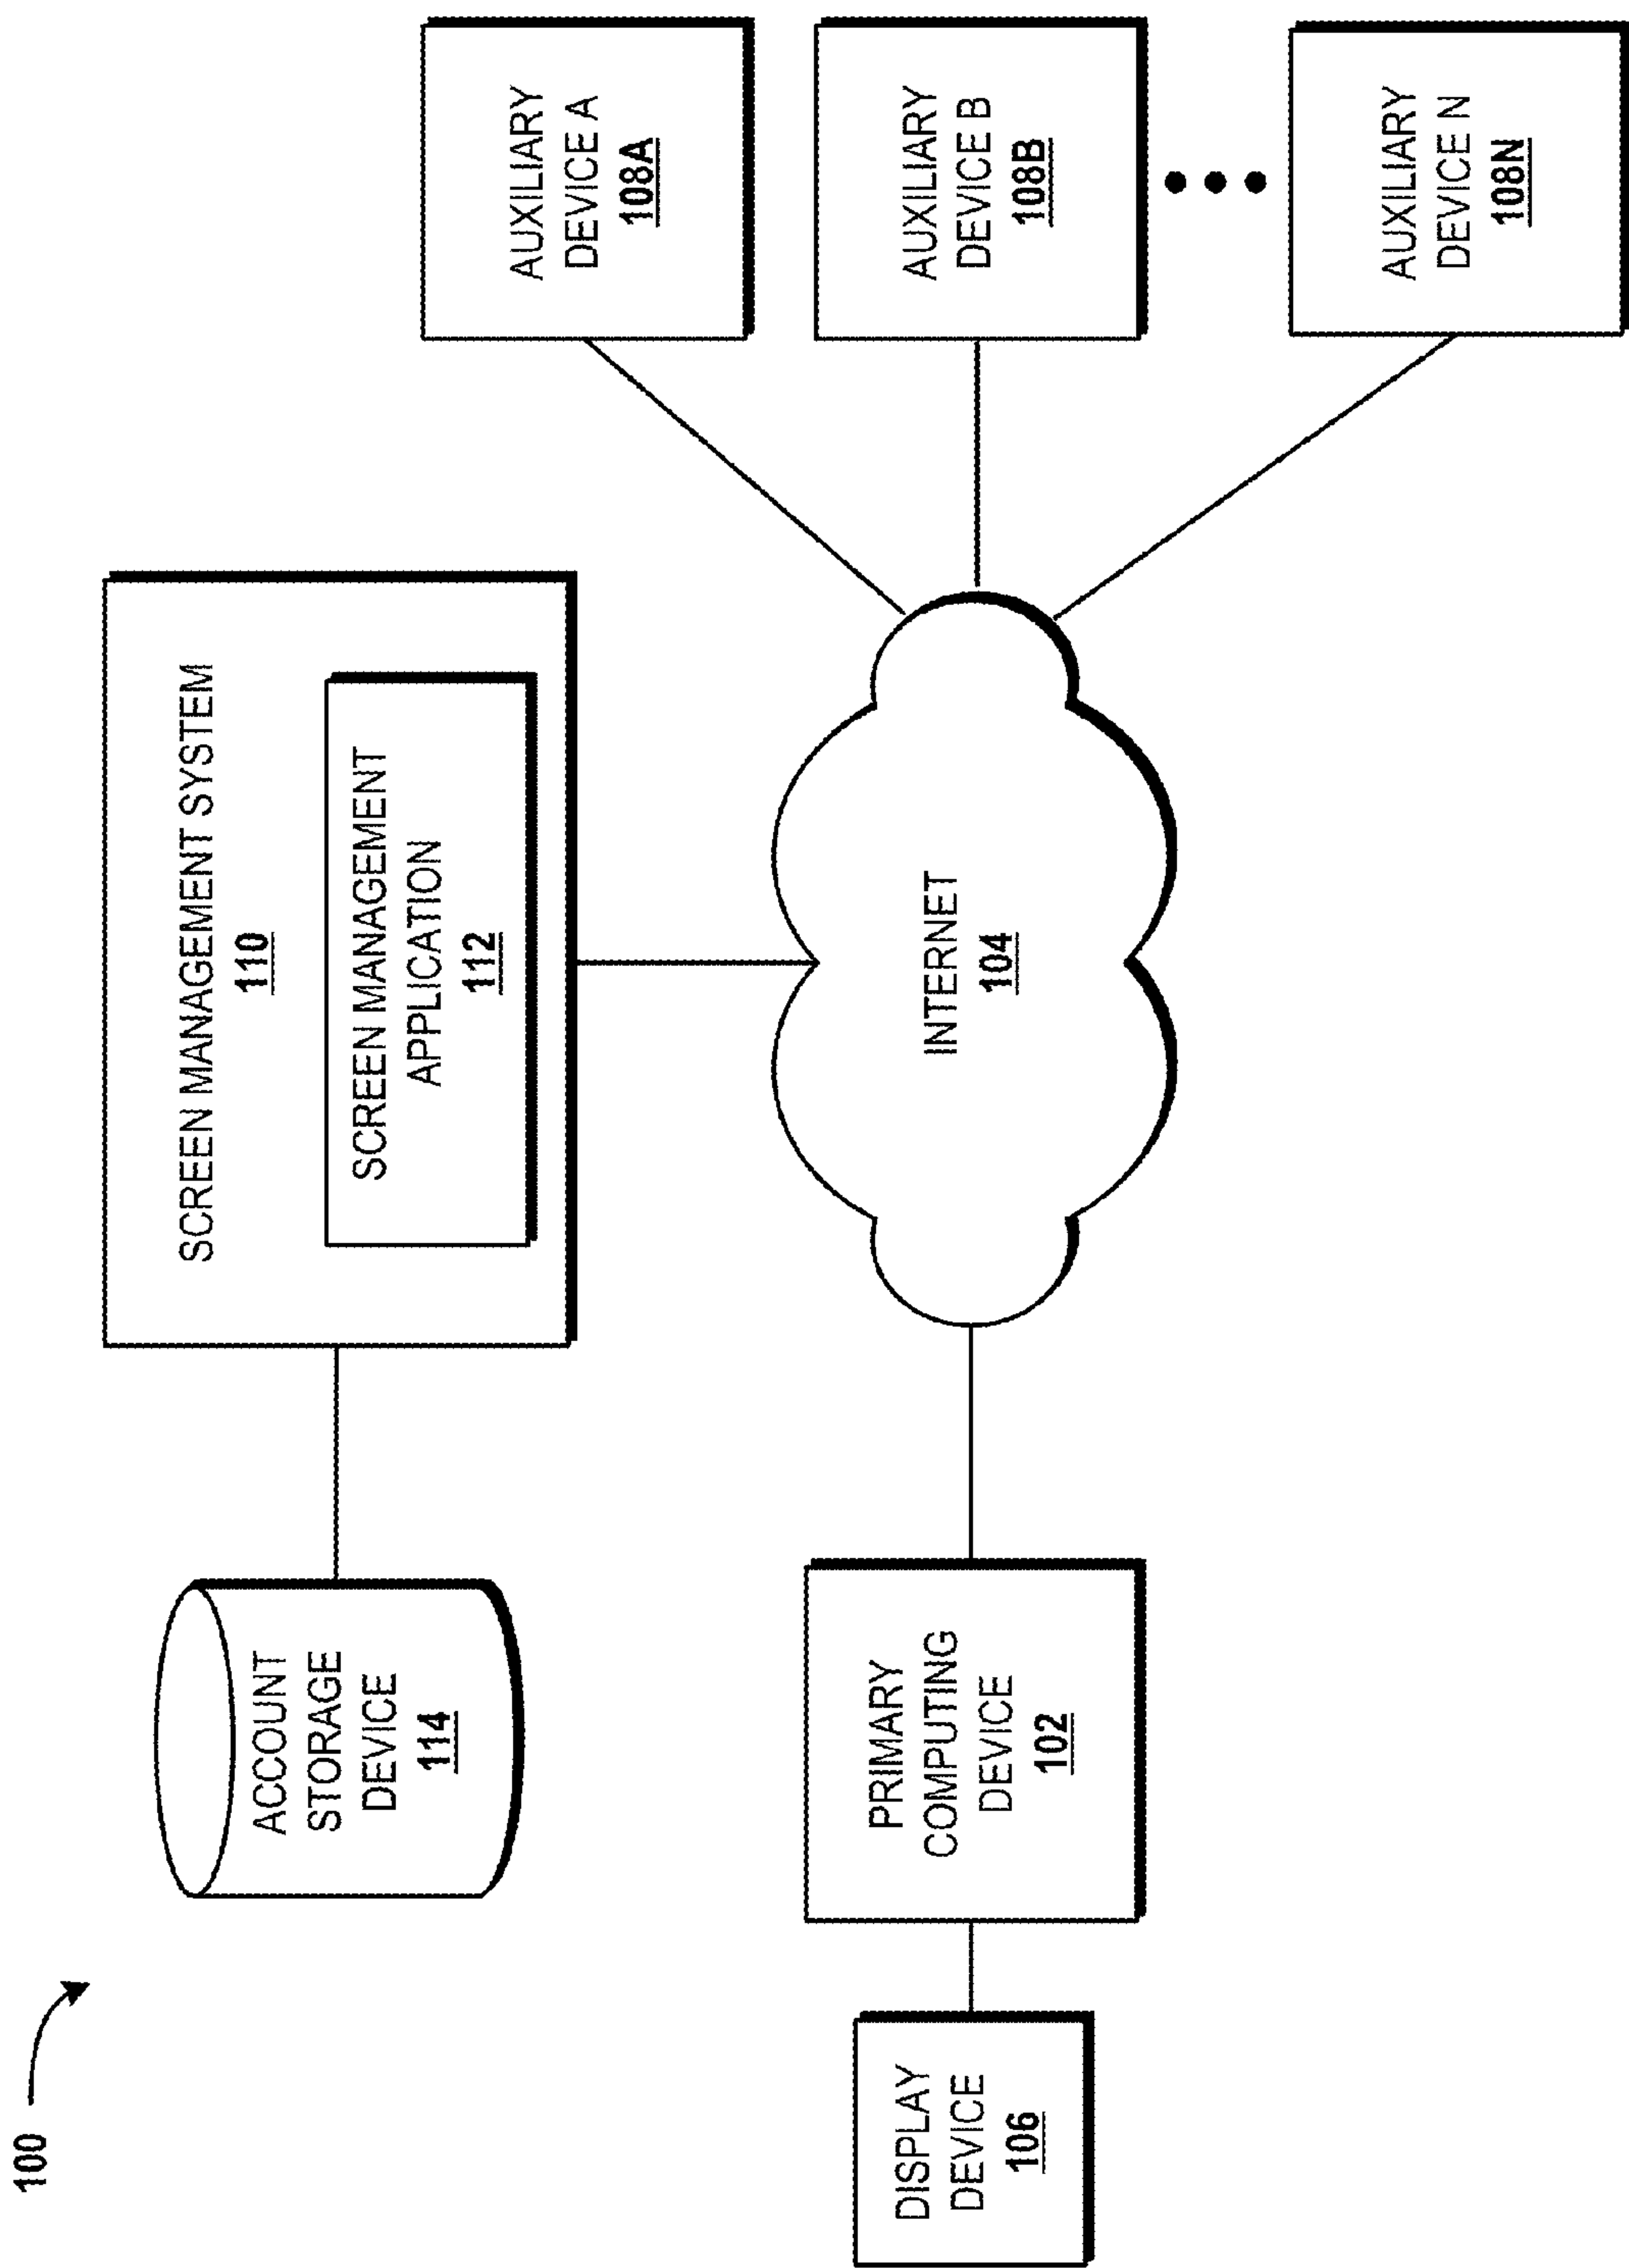 100
ACCOUNT
STORAGE
DEVICE
114
SCREEN MANAGEMENT SYSTEM
110
SCREEN MANAGEMENT
APPLICATION
112
DISPLAY
DEVICE
106
PRIMARY
COMPUTING
DEVICE
102
INTERNET
104
AUXILIARY
DEVICE A
108A
AUXILIARY
DEVICE B
108B
AUXILIARY
DEVICE N
108N